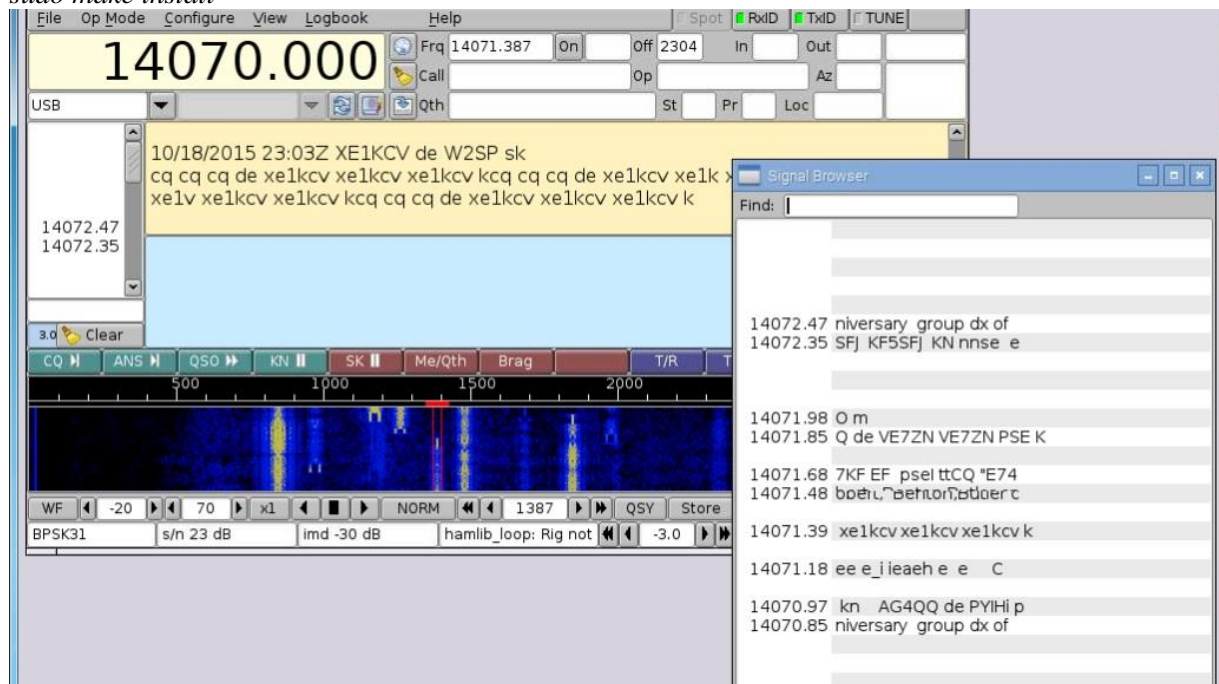 sudo make install
File Op Mode Configure View Logbook Help Spot RxID TxID TUNE
14070.000 Frq 14071.387 On Off 2304 In Out
Call Op Az
USB Qth St Pr Loc
10/18/2015 23:03Z XE1KCV de W2SP sk
cq cq cq de xe1kcv xe1kcv xe1kcv kcq cq cq de xe1kcv xe1k
xe1v xe1kcv xe1kcv kcq cq cq de xe1kcv xe1kcv xe1kcv k
14072.47
14072.35
3.0 Clear
CQ ANS QSO KN SK Me/Qth Brag T/R
500 1000 1500 2000
WF -20 70 x1 NORM 1387 QSY Store
BPSK31 s/n 23 dB imd -30 dB hamlib_loop: Rig not -3.0
Signal Browser
Find:
14072.47 niversary group dx of
14072.35 SFJ KF5SFJ KN nnse e
14071.98 O m
14071.85 Q de VE7ZN VE7ZN PSE K
14071.68 7KF EF psel ttCQ "E74
14071.48
14071.39 xe1kcv xe1kcv xe1kcv k
14071.18 ee e_i ieaeh e e C
14070.97 kn AG4QQ de PYIHi p
14070.85 niversary group dx of